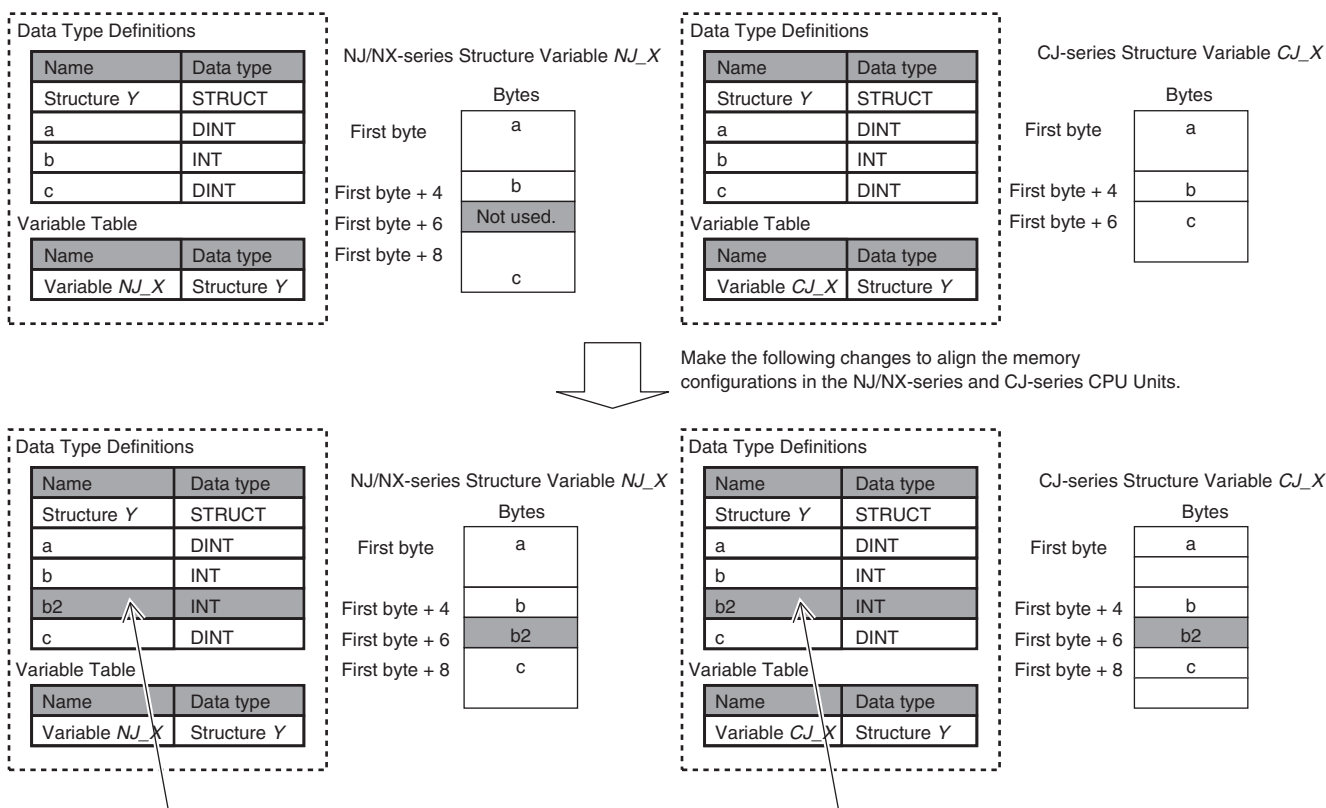 Data Type Definitions
Name Data type
Structure Y STRUCT
a DINT
b INT
c DINT
Variable Table
Name Data type
Variable NJ_X Structure Y
NJ/NX-series Structure Variable NJ_X
Bytes
First byte a
First byte + 4 b
First byte + 6 Not used.
First byte + 8
c
Data Type Definitions
Name Data type
Structure Y STRUCT
a DINT
b INT
c DINT
Variable Table
Name Data type
Variable CJ_X Structure Y
CJ-series Structure Variable CJ_X
Bytes
First byte a
First byte + 4 b
First byte + 6 c
Make the following changes to align the memory
configurations in the NJ/NX-series and CJ-series CPU Units.
Data Type Definitions
Name Data type
Structure Y STRUCT
a DINT
b INT
b2 INT
c DINT
Variable Table
Name Data type
Variable NJ_X Structure Y
NJ/NX-series Structure Variable NJ_X
Bytes
First byte a
First byte + 4 b
First byte + 6 b2
First byte + 8 c
Data Type Definitions
Name Data type
Structure Y STRUCT
a DINT
b INT
b2 INT
c DINT
Variable Table
Name Data type
Variable CJ_X Structure Y
CJ-series Structure Variable CJ_X
Bytes
First byte a
First byte + 4 b
First byte + 6 b2
First byte + 8 c